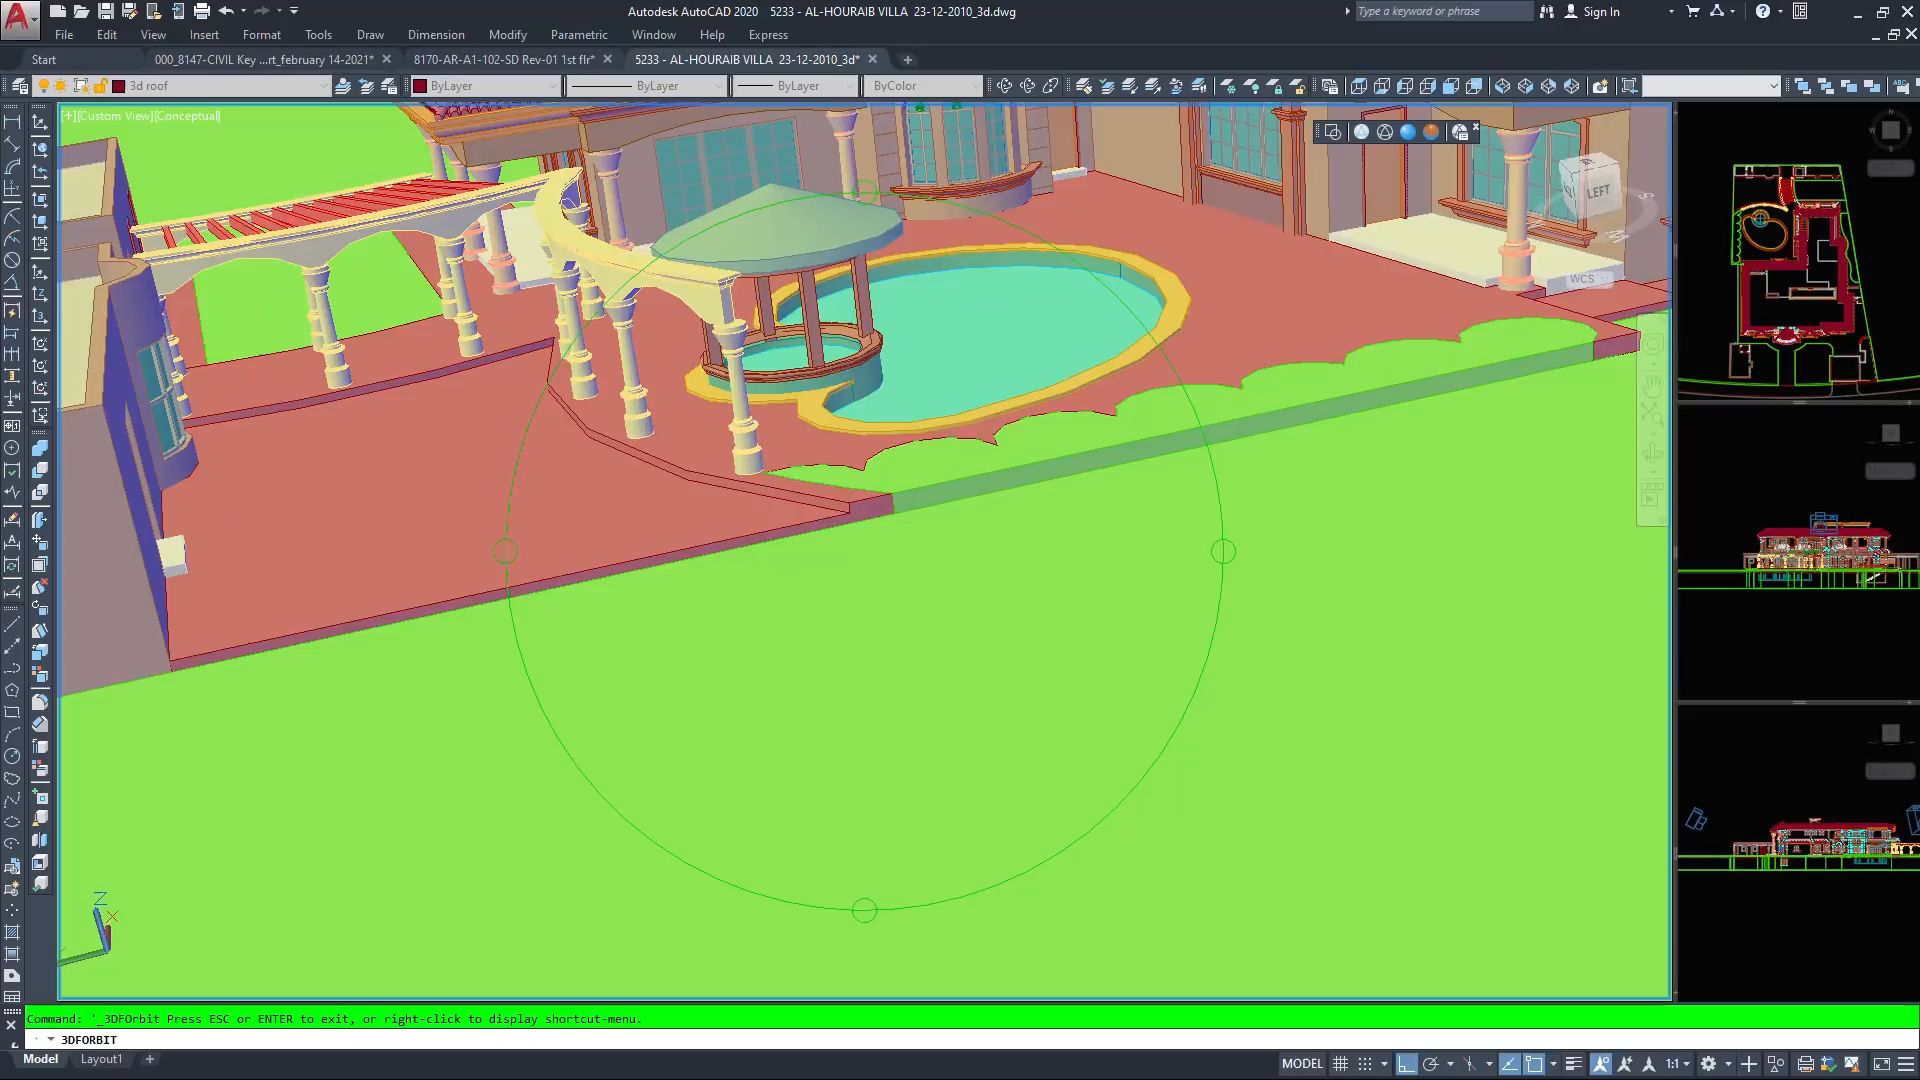 Autodesk AutoCAD 2020 5233 - AL-HOURAIB VILLA 23-12-2010_3d.dwg
Type a keyword or phrase
Sign In
File Edit View Insert Format Tools Draw Dimension Modify Parametric Window Help Express
Start
000_8147-CIVIL Key ...rt_february 14-2021*
8170-AR-A1-102-SD Rev-01 1st flr*
5233 - AL-HOURAIB VILLA 23-12-2010_3d*
3d roof
ByLayer
ByLayer
ByLayer
ByColor
[+][Custom View][Conceptual]
LEFT
WCS
Z
X
Command: '_3DFOrbit Press ESC or ENTER to exit, or right-click to display shortcut-menu.
3DFORBIT
Model Layout1 +
MODEL
1:1